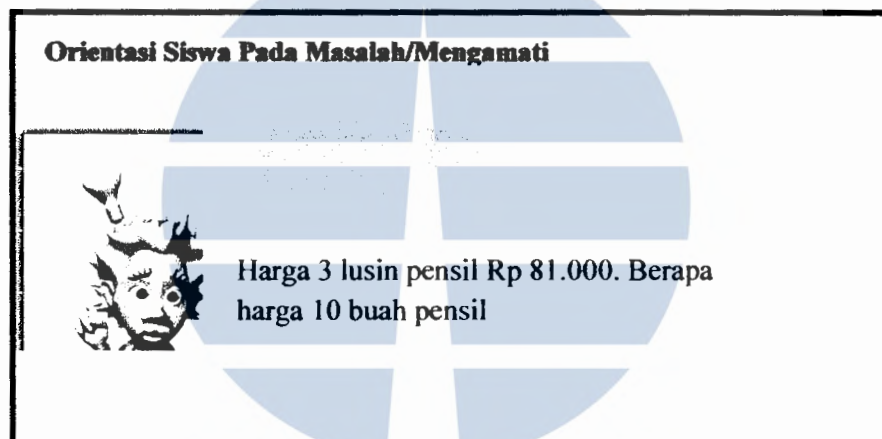 Orientasi Siswa Pada Masalah/Mengamati
Harga 3 lusin pensil Rp 81.000. Berapa
harga 10 buah pensil